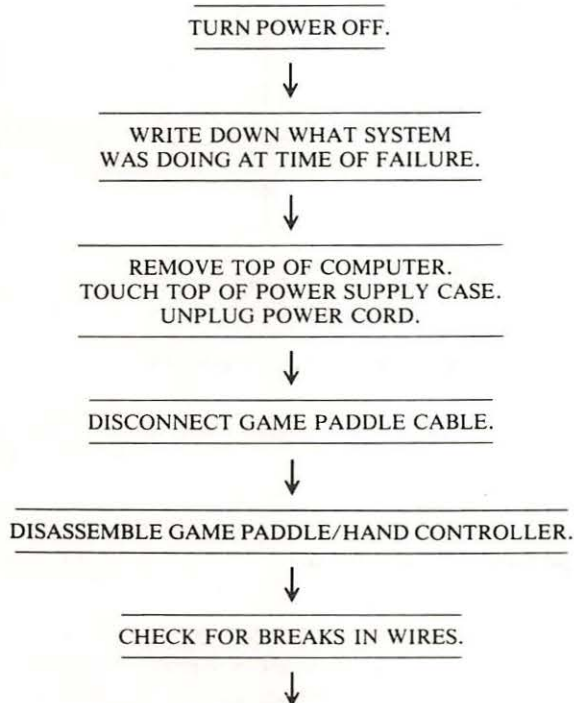 TURN POWER OFF.
WRITE DOWN WHAT SYSTEM
WAS DOING AT TIME OF FAILURE.
REMOVE TOP OF COMPUTER.
TOUCH TOP OF POWER SUPPLY CASE.
UNPLUG POWER CORD.
DISCONNECT GAME PADDLE CABLE.
DISASSEMBLE GAME PADDLE/HAND CONTROLLER.
CHECK FOR BREAKS IN WIRES.